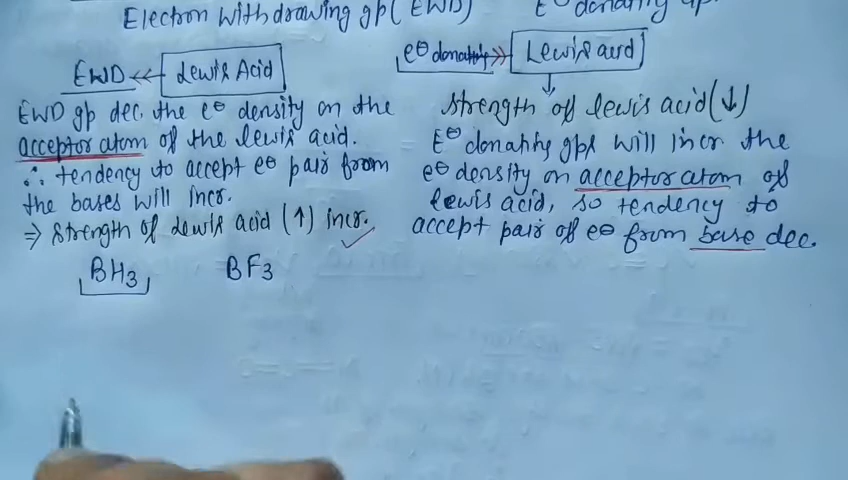 Electron withdrawing gp( EWD)
e⊖ donating gp
EWD << Lewis Acid
EWD gp dec. the e⊖ density on the
acceptor atom of the lewis acid.
∴ tendency to accept e⊖ pair from
the bases will incr.
⇒ strength of Lewis acid (↑) incr.
BH3 BF3
e⊖ donating >> Lewis acid
↓
strength of lewis acid (↓)
E⊖ donating gps will incr the
e⊖ density on acceptor atom of
lewis acid, so tendency to
accept pair of e⊖ from base dec.